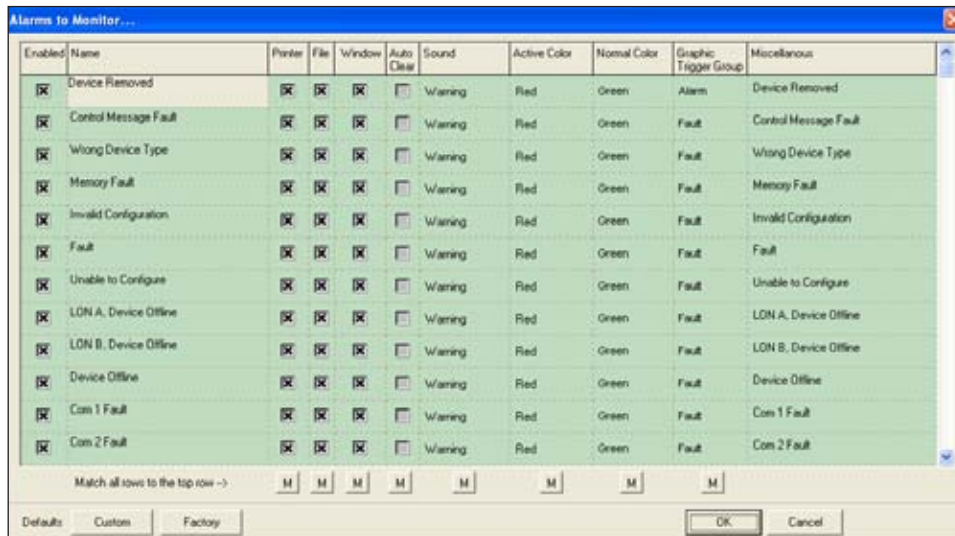 Alarms to Monitor...
Enabled Name Printer File Window Auto Clear Sound Active Color Normal Color Graphic Trigger Group Miscellanous
Device Removed Warning Red Green Alarm Device Removed
Control Message Fault Warning Red Green Fault Control Message Fault
Wrong Device Type Warning Red Green Fault Wrong Device Type
Memory Fault Warning Red Green Fault Memory Fault
Invalid Configuration Warning Red Green Fault Invalid Configuration
Fault Warning Red Green Fault Fault
Unable to Configure Warning Red Green Fault Unable to Configure
LON A, Device Offline Warning Red Green Fault LON A, Device Offline
LON B, Device Offline Warning Red Green Fault LON B, Device Offline
Device Offline Warning Red Green Fault Device Offline
Com 1 Fault Warning Red Green Fault Com 1 Fault
Com 2 Fault Warning Red Green Fault Com 2 Fault
Match all rows to the top row --> M M M M M M M M
Defaults Custom Factory OK Cancel